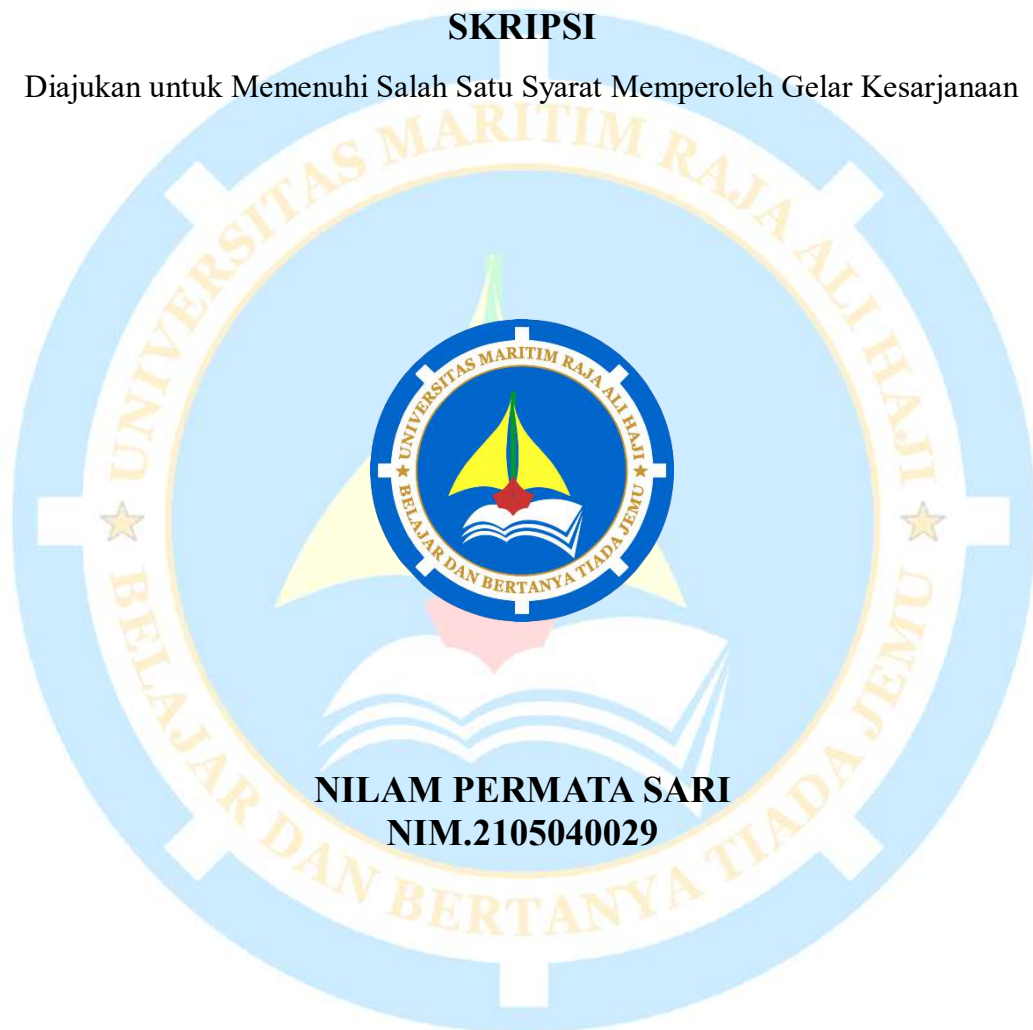 SKRIPSI
Diajukan untuk Memenuhi Salah Satu Syarat Memperoleh Gelar Kesarjanaan
UNIVERSITAS MARITIM RAJA ALI HAJI
BELAJAR DAN BERTANYA TIADA JEMU
UNIVERSITAS MARITIM RAJA ALI HAJI
BELAJAR DAN BERTANYA TIADA JEMU
NILAM PERMATA SARI
NIM.2105040029